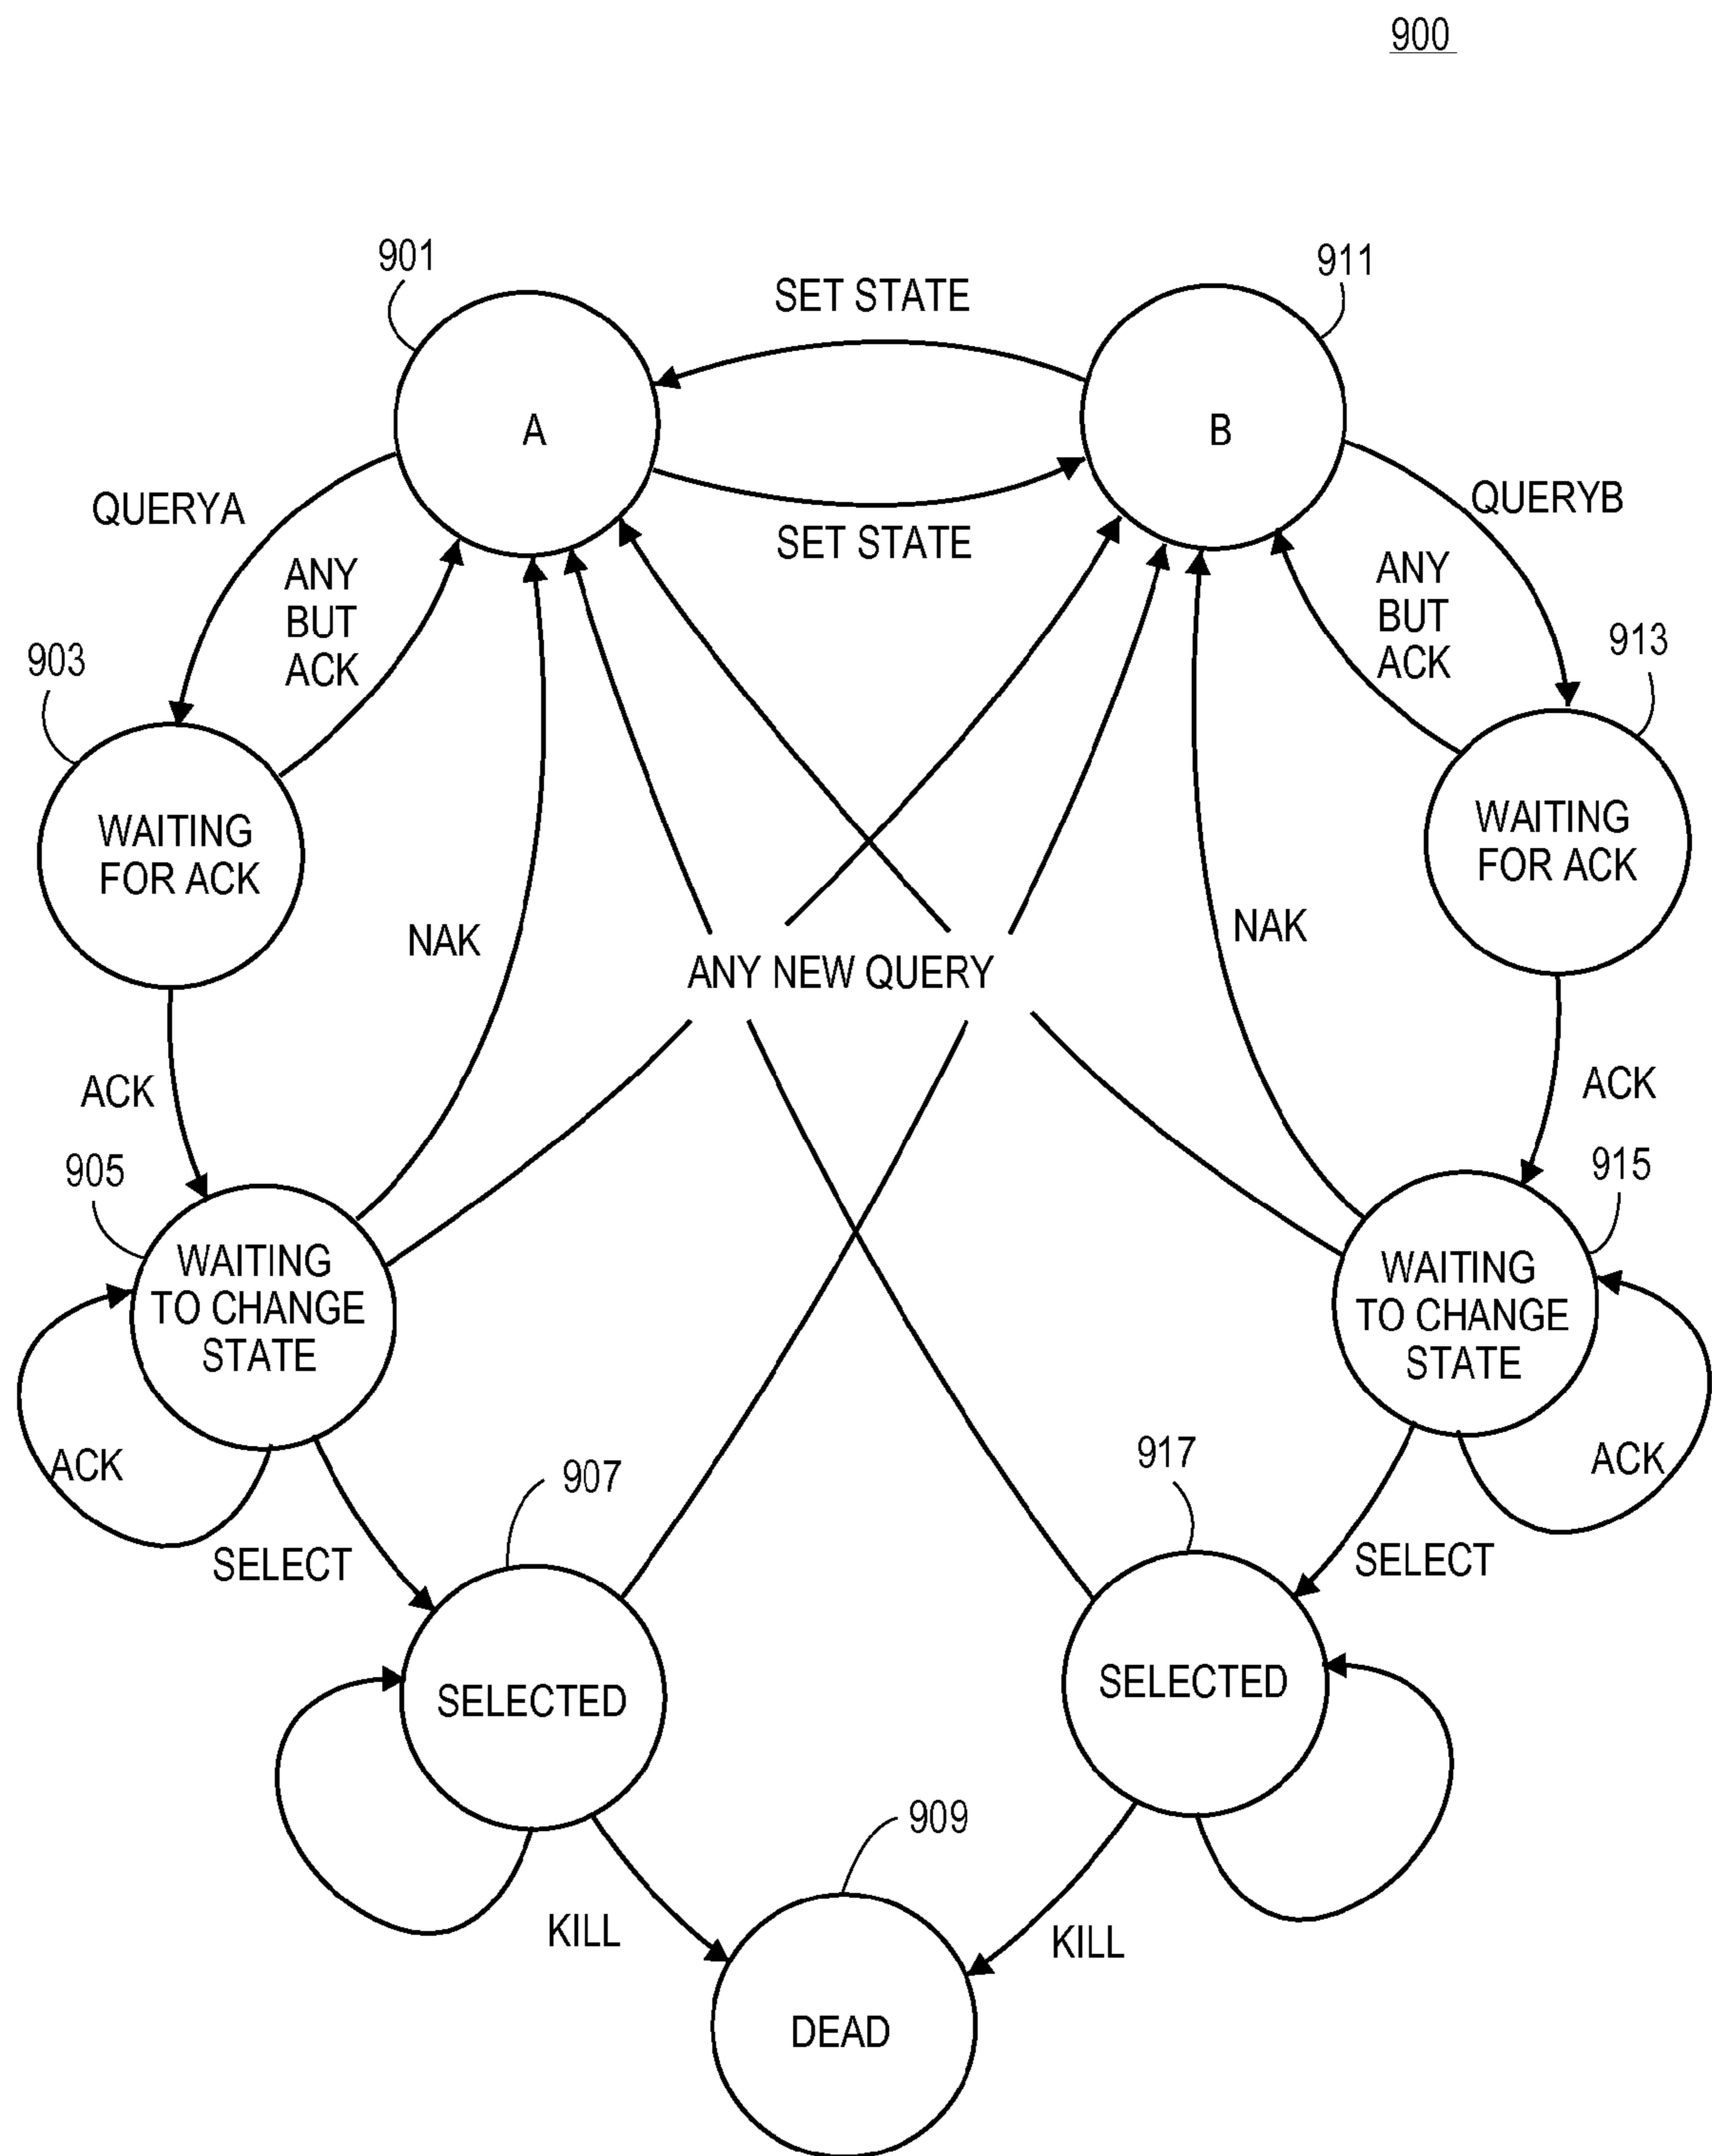 900
901
911
SET STATE
A
B
SET STATE
QUERYA
QUERYB
ANY
BUT
ACK
ANY
BUT
ACK
903
913
WAITING
FOR ACK
WAITING
FOR ACK
NAK
NAK
ANY NEW QUERY
ACK
ACK
905
915
WAITING
TO CHANGE
STATE
WAITING
TO CHANGE
STATE
ACK
ACK
907
917
SELECT
SELECT
SELECTED
SELECTED
909
KILL
KILL
DEAD